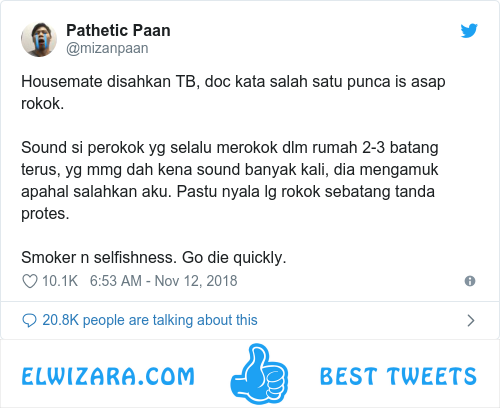 Pathetic Paan
@mizanpaan
Housemate disahkan TB, doc kata salah satu punca is asap
rokok.
Sound si perokok yg selalu merokok dlm rumah 2-3 batang
terus, yg mmg dah kena sound banyak kali, dia mengamuk
apahal salahkan aku. Pastu nyala lg rokok sebatang tanda
protes.
Smoker n selfishness. Go die quickly.
10.1K 6:53 AM - Nov 12, 2018
20.8K people are talking about this
ELWIZARA.COM BEST TWEETS